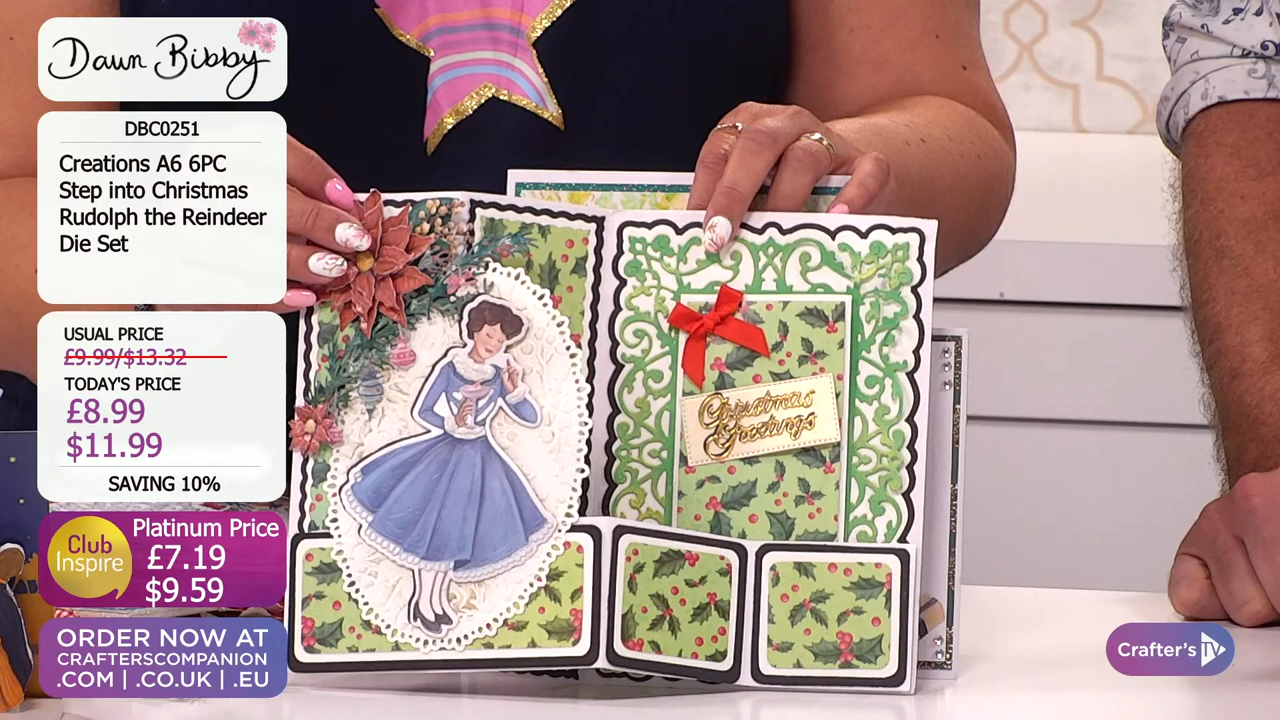 Dawn Bibby
DBC0251
Creations A6 6PC
Step into Christmas
Rudolph the Reindeer
Die Set
USUAL PRICE
£9.99/$13.32
TODAY'S PRICE
£8.99
$11.99
SAVING 10%
Club
Inspire
Platinum Price
£7.19
$9.59
ORDER NOW AT
CRAFTERSCOMPANION
.COM | .CO.UK | .EU
Christmas
Greetings
Crafter's TV